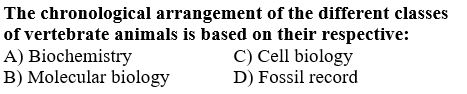 The chronological arrangement of the different classes
of vertebrate animals is based on their respective:
A) Biochemistry C) Cell biology
B) Molecular biology D) Fossil record